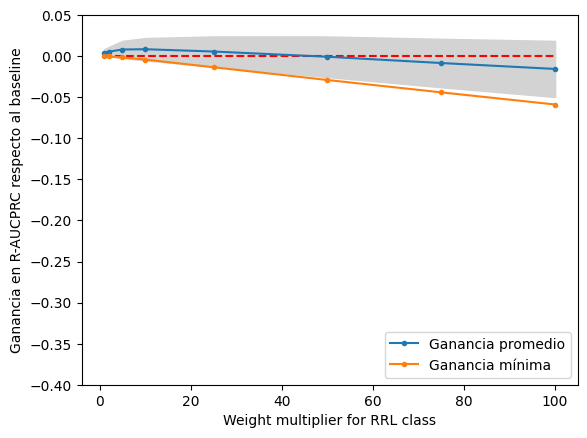 0.05
0.00
−0.05
−0.10
−0.15
−0.20
−0.25
−0.30
−0.35
−0.40
Ganancia en R-AUCPRC respecto al baseline
Ganancia promedio
Ganancia mínima
0 20 40 60 80 100
Weight multiplier for RRL class